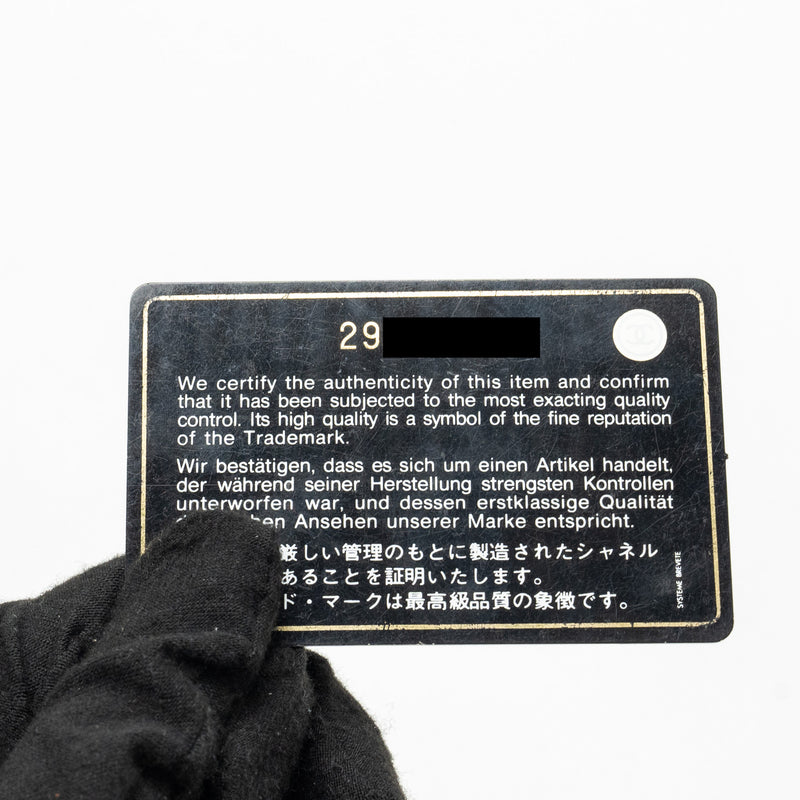 29
We certify the authenticity of this item and confirm
that it has been subjected to the most exacting quality
control. Its high quality is a symbol of the fine reputation
of the Trademark.
Wir bestätigen, dass es sich um einen Artikel handelt,
der während seiner Herstellung strengsten Kontrollen
unterworfen war, und dessen erstklassige Qualität
Ansehen unserer Marke entspricht.
厳しい管理のもとに製造されたシャネル
あることを証明いたします。
ド・マークは最高級品質の象徴です。
SYSTEME BREVETE